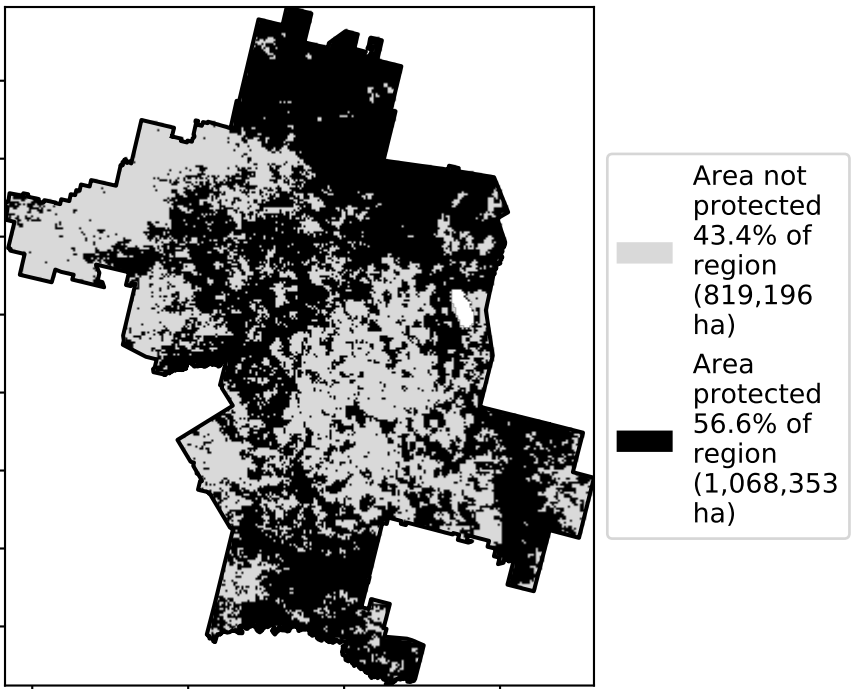 Area not
protected
43.4% of
region
(819,196
ha)
Area
protected
56.6% of
region
(1,068,353
ha)